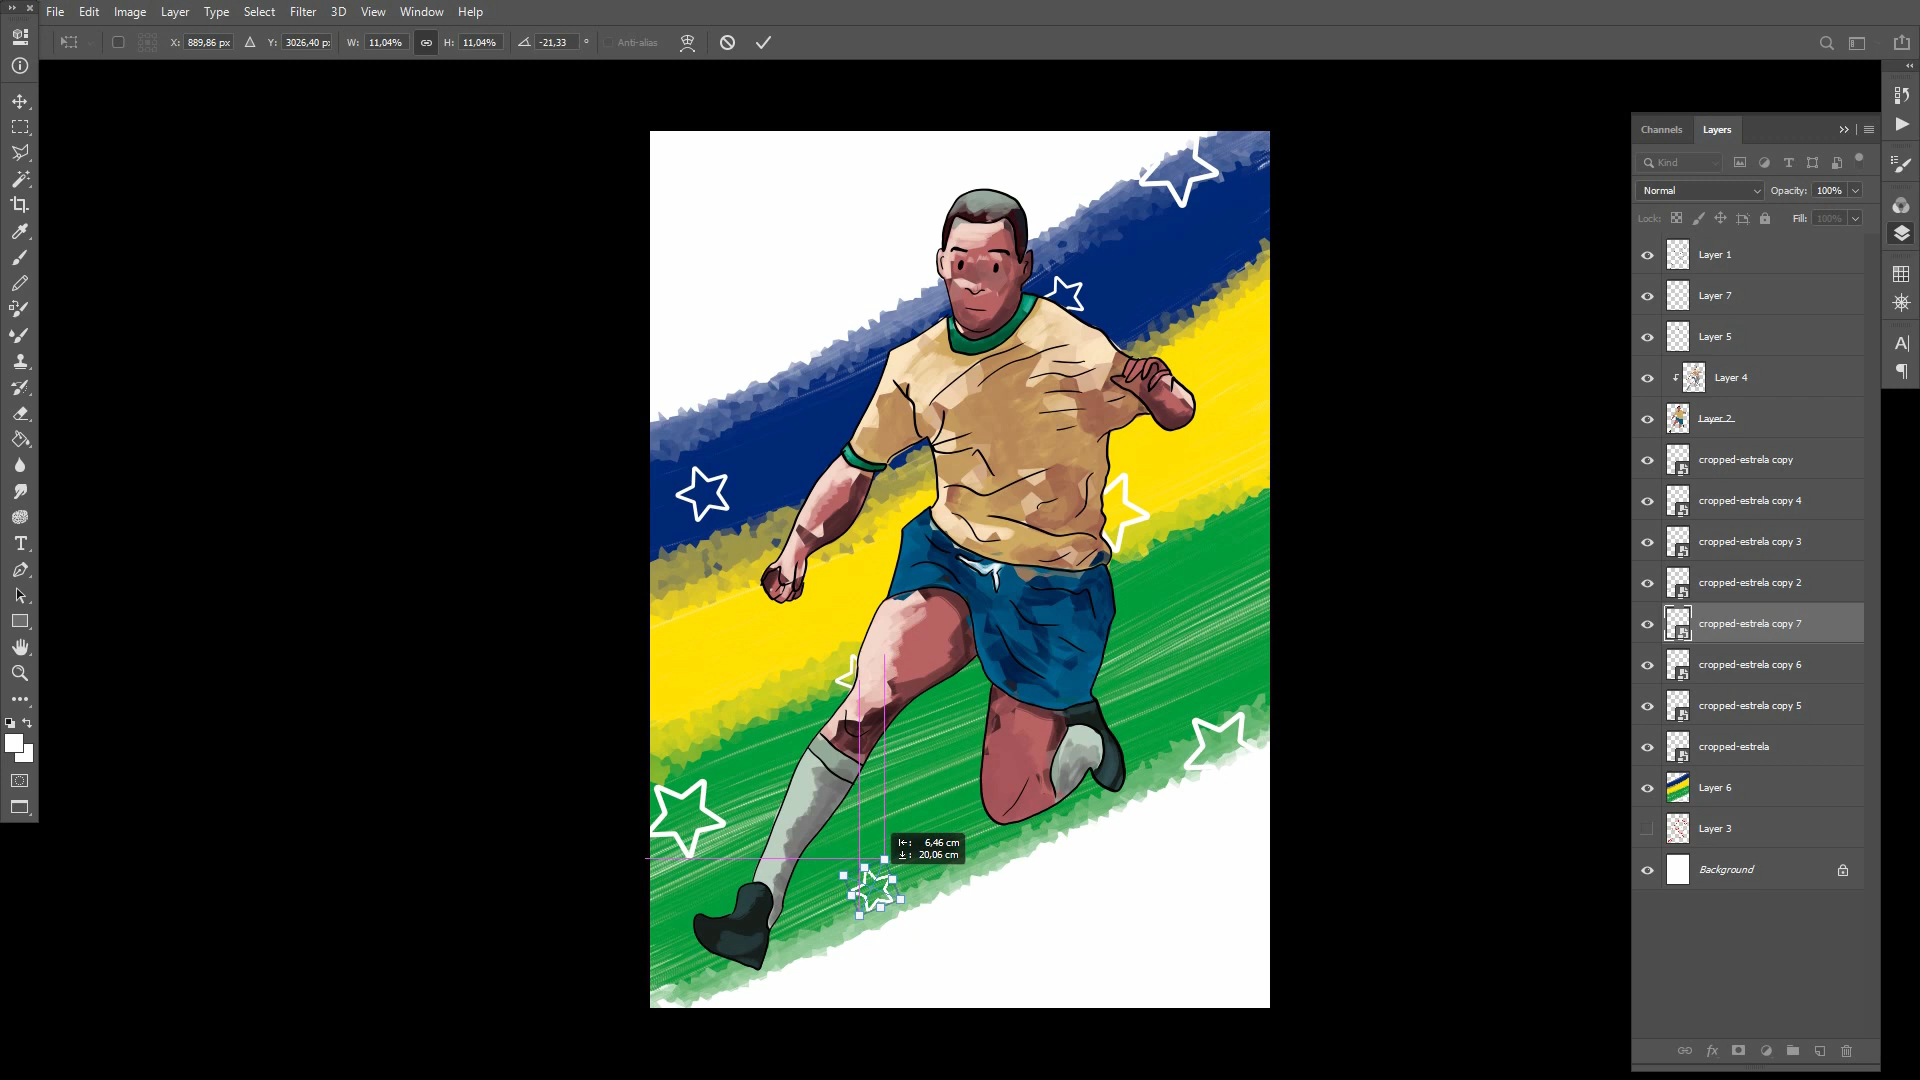 File Edit Image Layer Type Select Filter 3D View Window Help
X: 889,86 px Y: 3026,40 p: W: 11,04% H: 11,04% -21,33 ° Anti-alias
Channels Layers
Kind
Normal Opacity: 100%
Lock: Fill: 100%
Layer 1
Layer 7
Layer 5
Layer 4
Layer 2
cropped-estrela copy
cropped-estrela copy 4
cropped-estrela copy 3
cropped-estrela copy 2
cropped-estrela copy 7
cropped-estrela copy 6
cropped-estrela copy 5
cropped-estrela
Layer 6
Layer 3
Background
6,46 cm
20,06 cm